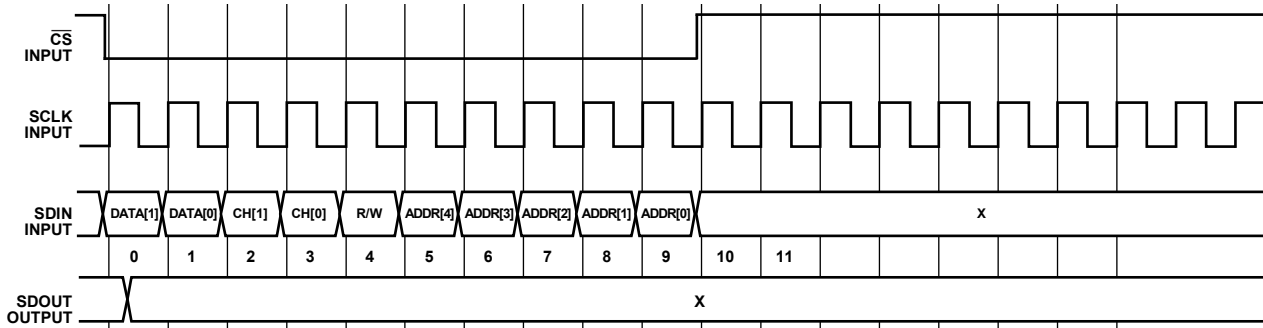 CS
INPUT
SCLK
INPUT
SDIN
INPUT
DATA[1] DATA[0] CH[1] CH[0] R/W ADDR[4] ADDR[3] ADDR[2] ADDR[1] ADDR[0] X
0 1 2 3 4 5 6 7 8 9 10 11
SDOUT
OUTPUT
X